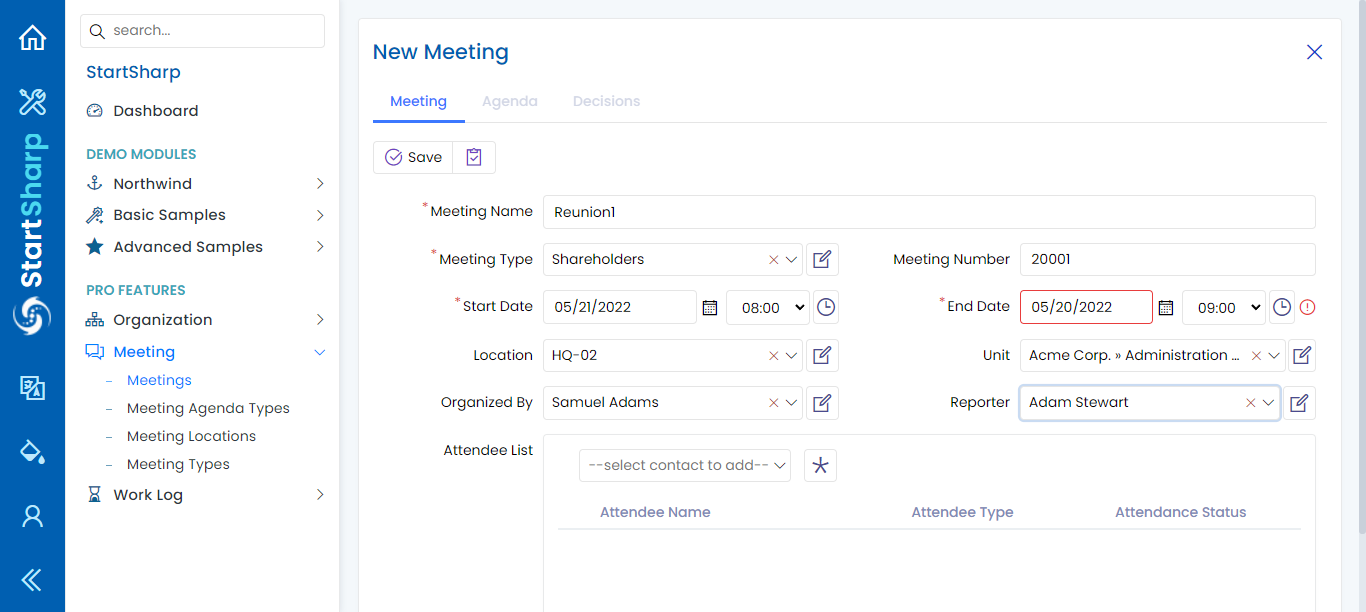 StartSharp
search...
StartSharp
Dashboard
DEMO MODULES
Northwind
Basic Samples
Advanced Samples
PRO FEATURES
Organization
Meeting
Meetings
Meeting Agenda Types
Meeting Locations
Meeting Types
Work Log
New Meeting
Meeting Agenda Decisions
Save
*Meeting Name Reunion1
*Meeting Type Shareholders Meeting Number 20001
*Start Date 05/21/2022 08:00 *End Date 05/20/2022 09:00
Location HQ-02 Unit Acme Corp. » Administration ...
Organized By Samuel Adams Reporter Adam Stewart
Attendee List
--select contact to add--
Attendee Name Attendee Type Attendance Status